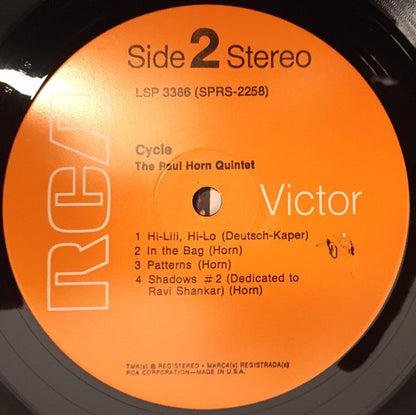 Side 2 Stereo
LSP 3386 (SPRS-2258)
RCA
Cycle
The Paul Horn Quintet
Victor
1 Hi-Lili, Hi-Lo (Deutsch-Kaper)
2 In the Bag (Horn)
3 Patterns (Horn)
4 Shadows #2 (Dedicated to
Ravi Shankar) (Horn)
TMK(s) ® REGISTERED • MARCA(s) REGISTRADA(s)
RCA CORPORATION—MADE IN U.S.A.